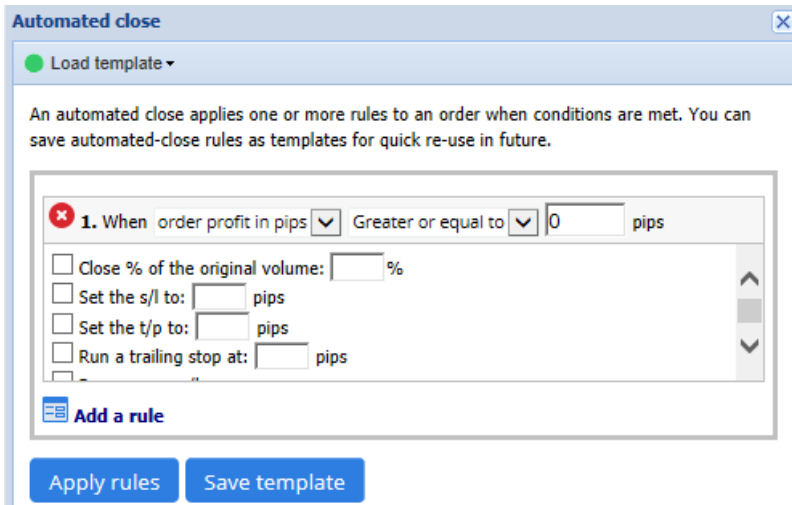 Automated close
Load template
An automated close applies one or more rules to an order when conditions are met. You can
save automated-close rules as templates for quick re-use in future.
1. When order profit in pips Greater or equal to 0 pips
Close % of the original volume: %
Set the s/l to: pips
Set the t/p to: pips
Run a trailing stop at: pips
Add a rule
Apply rules Save template